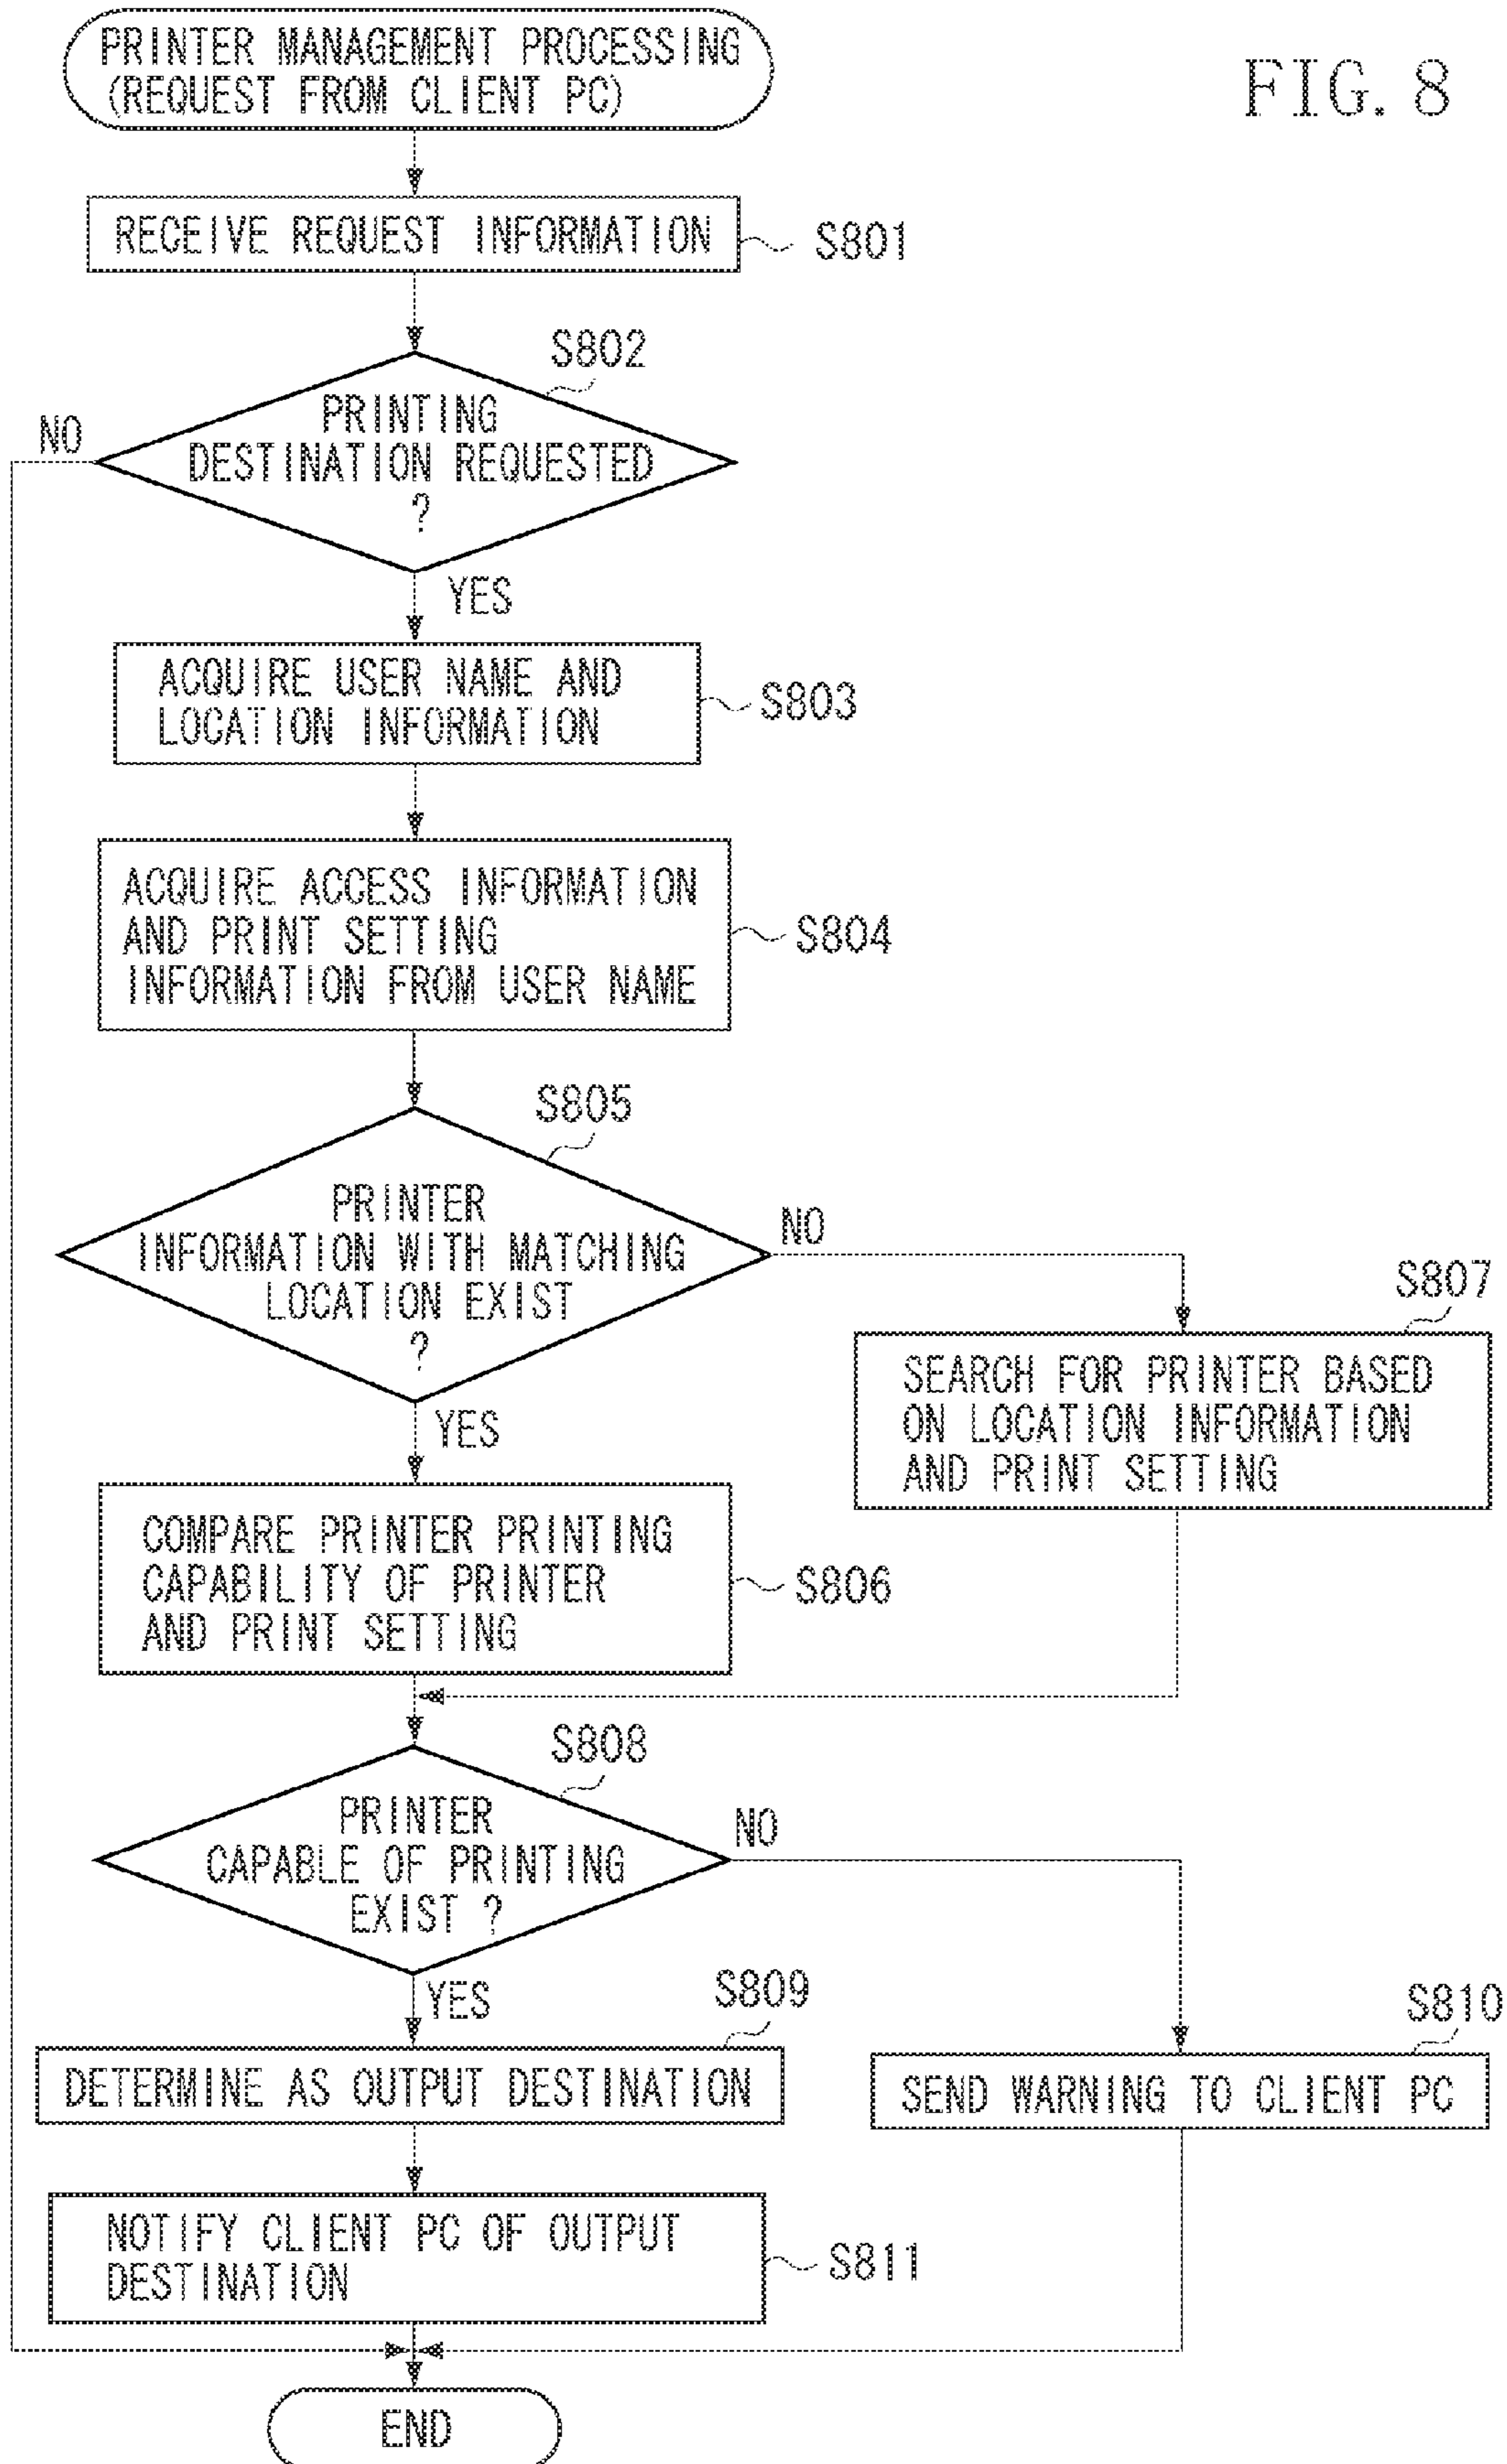 PRINTER MANAGEMENT PROCESSING
(REQUEST FROM CLIENT PC)
FIG. 8
RECEIVE REQUEST INFORMATION
S801
S802
PRINTING
DESTINATION REQUESTED
?
NO
YES
ACQUIRE USER NAME AND
LOCATION INFORMATION
S803
ACQUIRE ACCESS INFORMATION
AND PRINT SETTING
INFORMATION FROM USER NAME
S804
S805
PRINTER
INFORMATION WITH MATCHING
LOCATION EXIST
?
NO
YES
S807
SEARCH FOR PRINTER BASED
ON LOCATION INFORMATION
AND PRINT SETTING
COMPARE PRINTER PRINTING
CAPABILITY OF PRINTER
AND PRINT SETTING
S806
S808
PRINTER
CAPABLE OF PRINTING
EXIST ?
NO
YES
S809
DETERMINE AS OUTPUT DESTINATION
S810
SEND WARNING TO CLIENT PC
NOTIFY CLIENT PC OF OUTPUT
DESTINATION
S811
END